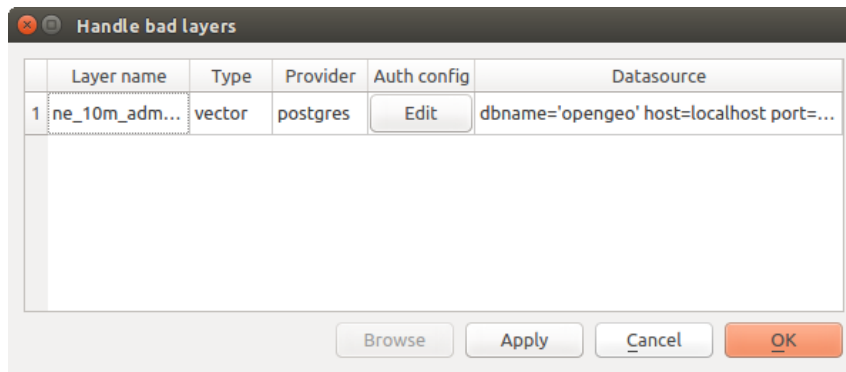 Handle bad layers
Layer name Type Provider Auth config Datasource
1 ne_10m_adm... vector postgres Edit dbname='opengeo' host=localhost port=...
Browse Apply Cancel OK